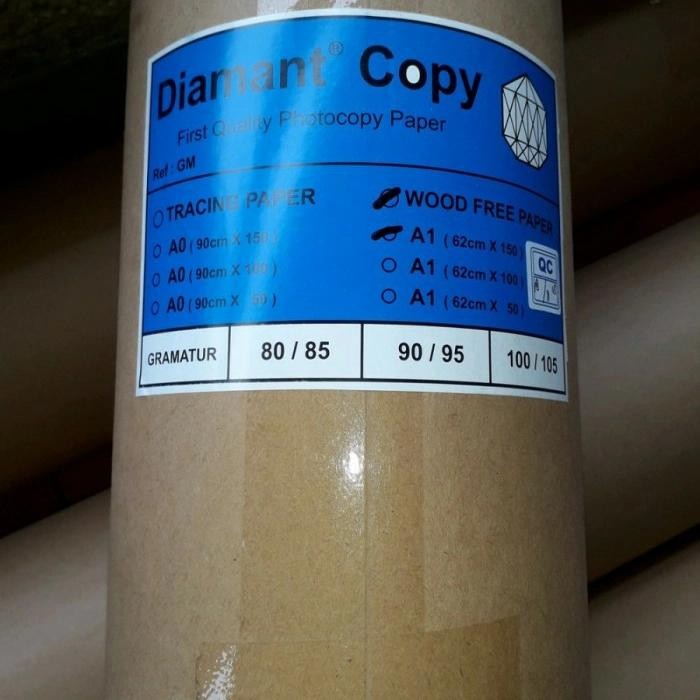 Diamant® Copy
First Quality Photocopy Paper
Ref : GM
TRACING PAPER
WOOD FREE PAPER
A0 ( 90cm X 150 )
A1 ( 62cm X 150 )
A0 ( 90cm X 100 )
A1 ( 62cm X 100 )
A0 ( 90cm X 50 )
A1 ( 62cm X 50 )
QC
GRAMATUR 80 / 85 90 / 95 100 / 105